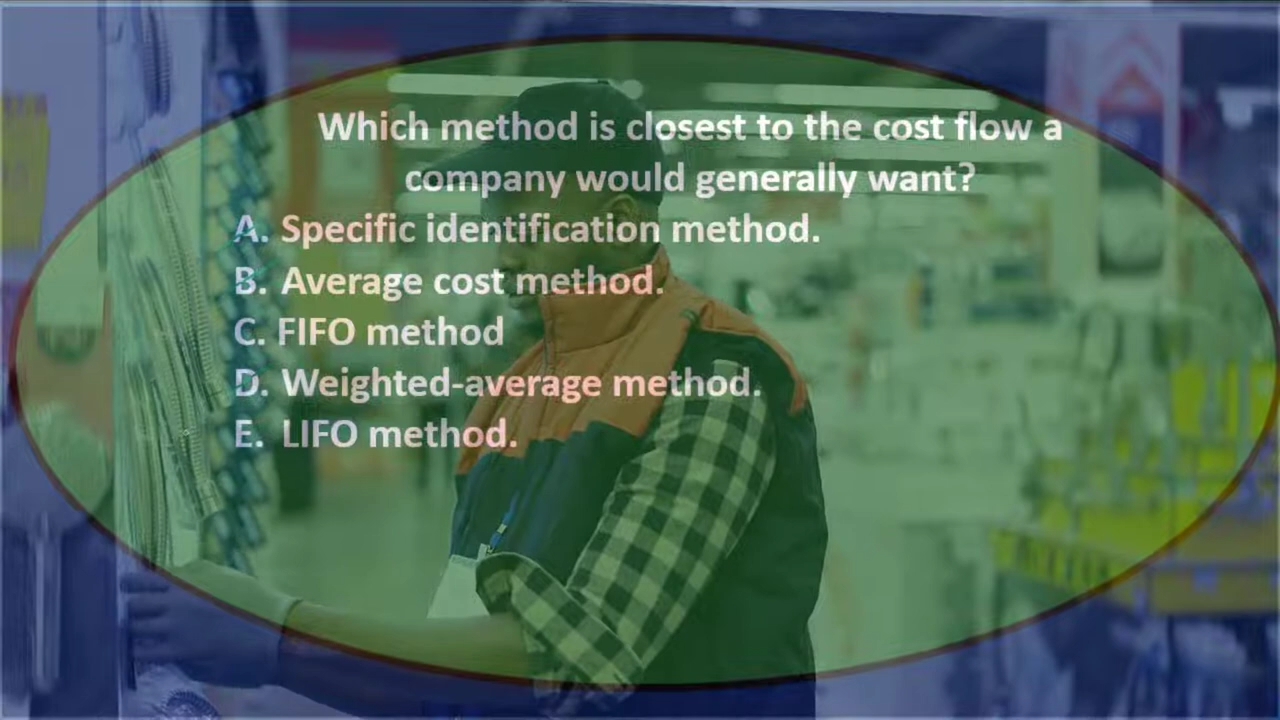 Which method is closest to the cost flow a
company would generally want?
A. Specific identification method.
B. Average cost method.
C. FIFO method
D. Weighted-average method.
E. LIFO method.